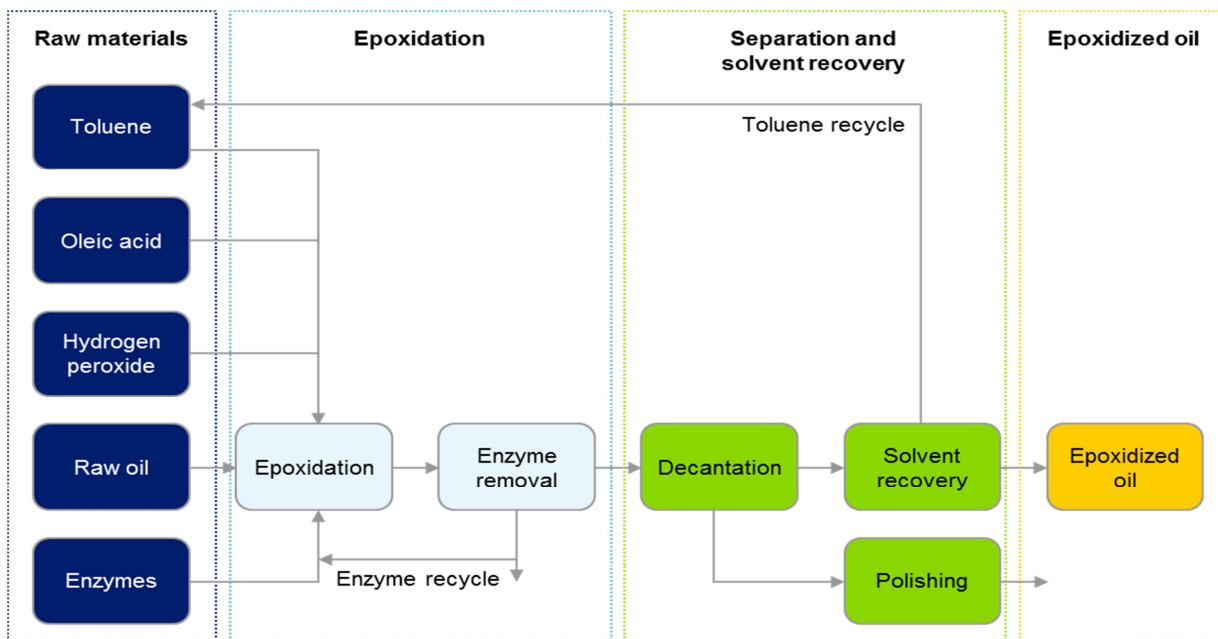 Raw materials
Epoxidation
Separation and
solvent recovery
Epoxidized oil
Toluene
Toluene recycle
Oleic acid
Hydrogen
peroxide
Raw oil
Epoxidation
Enzyme
removal
Decantation
Solvent
recovery
Epoxidized
oil
Enzymes
Enzyme recycle
Polishing